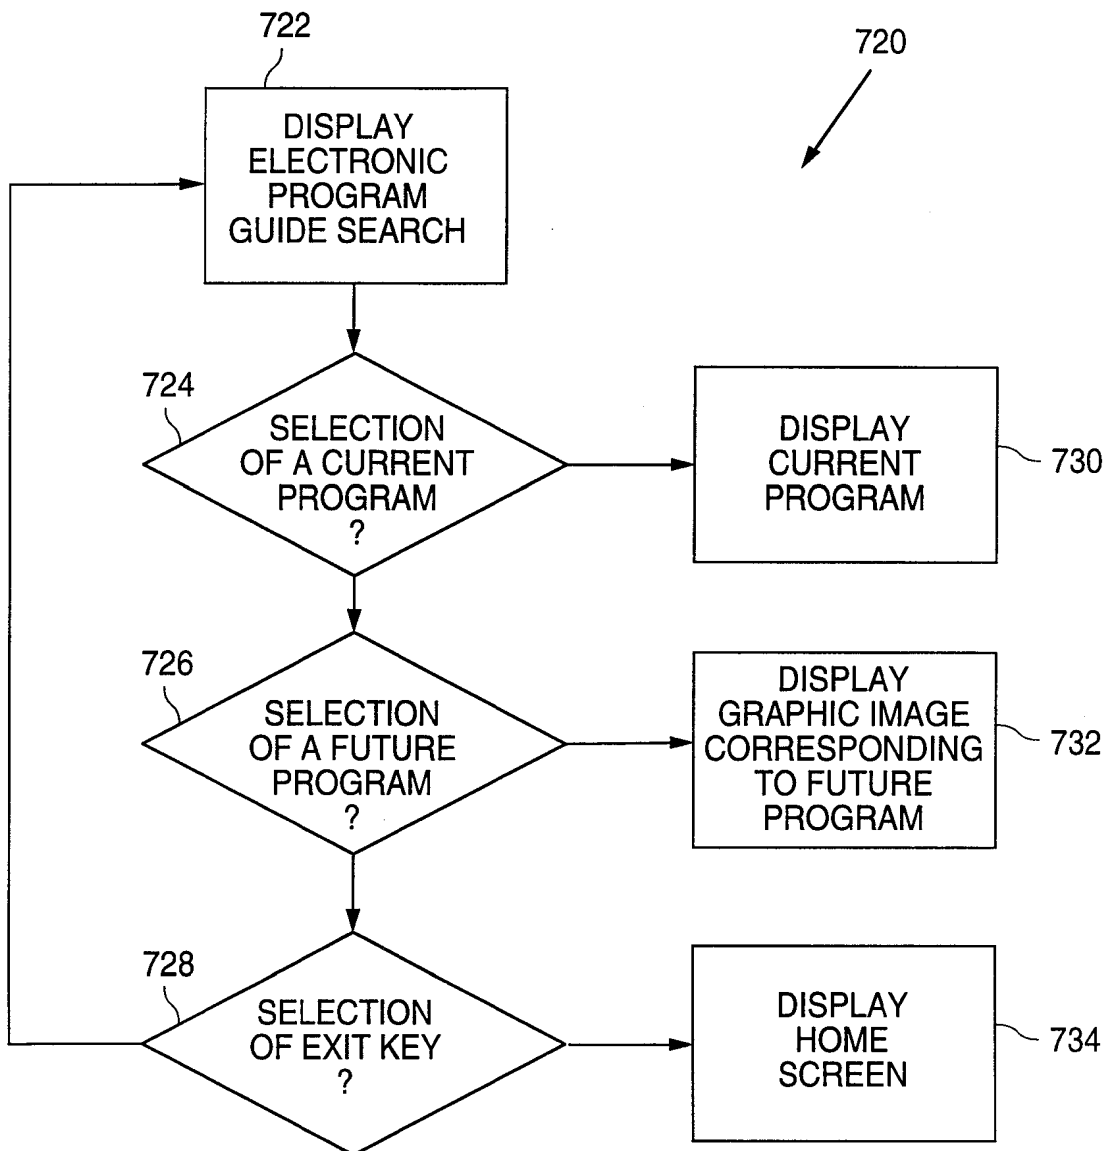 722
720
DISPLAY
ELECTRONIC
PROGRAM
GUIDE SEARCH
724
SELECTION
OF A CURRENT
PROGRAM
?
DISPLAY
CURRENT
PROGRAM
730
726
SELECTION
OF A FUTURE
PROGRAM
?
DISPLAY
GRAPHIC IMAGE
CORRESPONDING
TO FUTURE
PROGRAM
732
728
SELECTION
OF EXIT KEY
?
DISPLAY
HOME
SCREEN
734